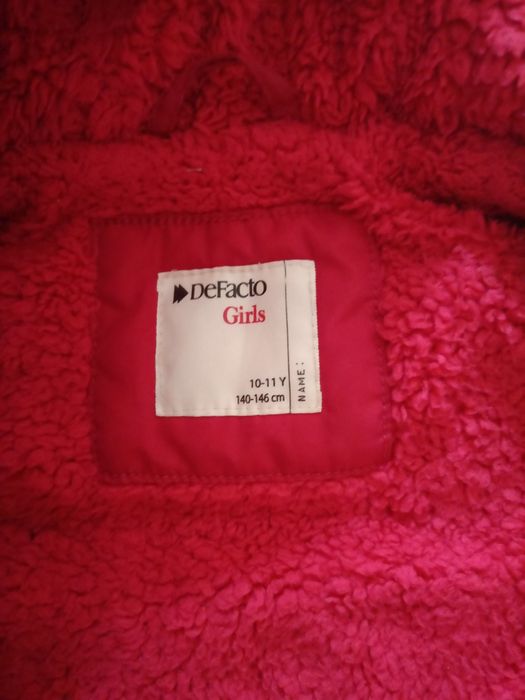 DeFacto
Girls
10-11 Y
140-146 cm
NAME: